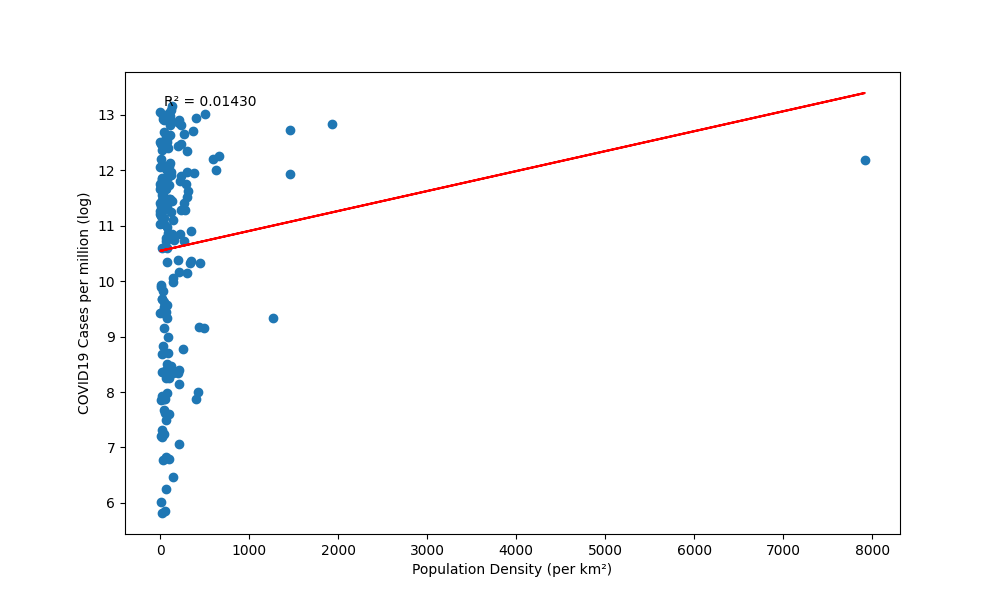 R² = 0.01430
13
12
11
10
9
8
7
6
COVID19 Cases per million (log)
0 1000 2000 3000 4000 5000 6000 7000 8000
Population Density (per km²)